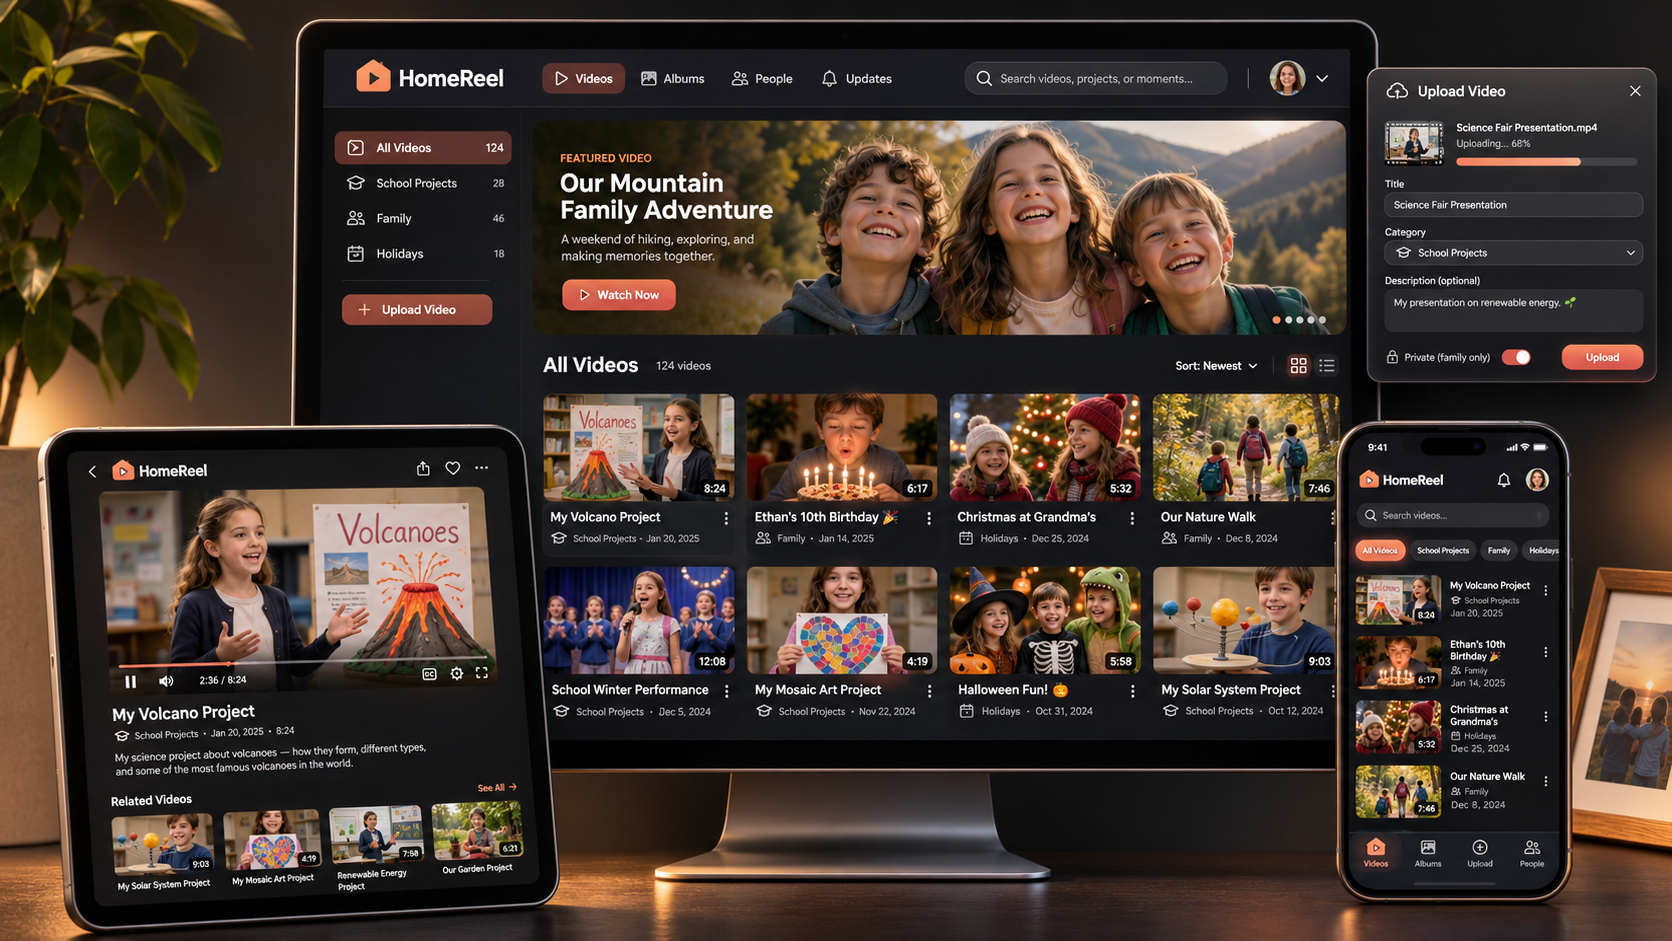 HomeReel
Videos
Albums
People
Updates
Search videos, projects, or moments...
All Videos 124
School Projects 28
Family 46
Holidays 18
+ Upload Video
FEATURED VIDEO
Our Mountain
Family Adventure
A weekend of hiking, exploring, and
making memories together.
Watch Now
All Videos 124 videos
Sort: Newest
Volcanoes
8:24
My Volcano Project
School Projects • Jan 20, 2025
6:17
Ethan's 10th Birthday 🎉
Family • Jan 14, 2025
5:32
Christmas at Grandma's
Holidays • Dec 25, 2024
7:46
Our Nature Walk
Family • Dec 8, 2024
12:08
School Winter Performance
School Projects • Dec 5, 2024
4:19
My Mosaic Art Project
School Projects • Nov 22, 2024
5:58
Halloween Fun! 🎃
Holidays • Oct 31, 2024
9:03
My Solar System Project
School Projects • Oct 12, 2024
Upload Video
Science Fair Presentation.mp4
Uploading... 68%
Title
Science Fair Presentation
Category
School Projects
Description (optional)
My presentation on renewable energy. 🌱
Private (family only)
Upload
HomeReel
Volcanoes
2:36 / 8:24
CC
My Volcano Project
School Projects • Jan 20, 2025 • 8:24
My science project about volcanoes — how they form, different types,
and some of the most famous volcanoes in the world.
Related Videos
See All →
9:03
My Solar System Project
4:19
My Mosaic Art Project
7:58
Renewable Energy
Project
6:21
Our Garden Project
9:41
HomeReel
Search videos...
All Videos
School Projects
Family
Holidays
8:24
My Volcano Project
School Projects
Jan 20, 2025
6:17
Ethan's 10th
Birthday 🎉
Family
Jan 14, 2025
5:32
Christmas at
Grandma's
Holidays
Dec 25, 2024
7:46
Our Nature Walk
Family
Dec 8, 2024
Videos
Albums
Upload
People